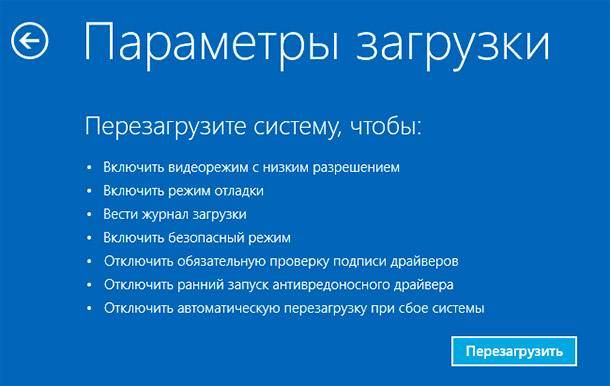 Параметры загрузки
Перезагрузите систему, чтобы:
• Включить видеорежим с низким разрешением
• Включить режим отладки
• Вести журнал загрузки
• Включить безопасный режим
• Отключить обязательную проверку подписи драйверов
• Отключить ранний запуск антивредоносного драйвера
• Отключить автоматическую перезагрузку при сбое системы
Перезагрузить